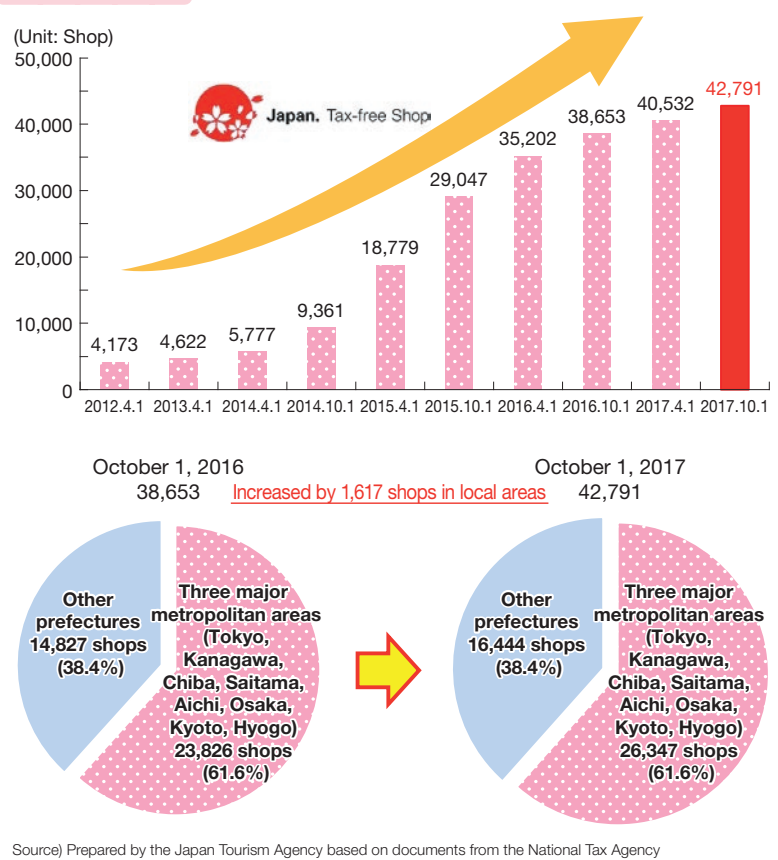 (Unit: Shop)
50,000
40,000
30,000
20,000
10,000
0
Japan. Tax-free Shop
4,173
4,622
5,777
9,361
18,779
29,047
35,202
38,653
40,532
42,791
2012.4.1 2013.4.1 2014.4.1 2014.10.1 2015.4.1 2015.10.1 2016.4.1 2016.10.1 2017.4.1 2017.10.1
October 1, 2016
38,653
Increased by 1,617 shops in local areas
October 1, 2017
42,791
Other
prefectures
14,827 shops
(38.4%)
Three major
metropolitan areas
(Tokyo,
Kanagawa,
Chiba, Saitama,
Aichi, Osaka,
Kyoto, Hyogo)
23,826 shops
(61.6%)
Other
prefectures
16,444 shops
(38.4%)
Three major
metropolitan areas
(Tokyo,
Kanagawa,
Chiba, Saitama,
Aichi, Osaka,
Kyoto, Hyogo)
26,347 shops
(61.6%)
Source) Prepared by the Japan Tourism Agency based on documents from the National Tax Agency